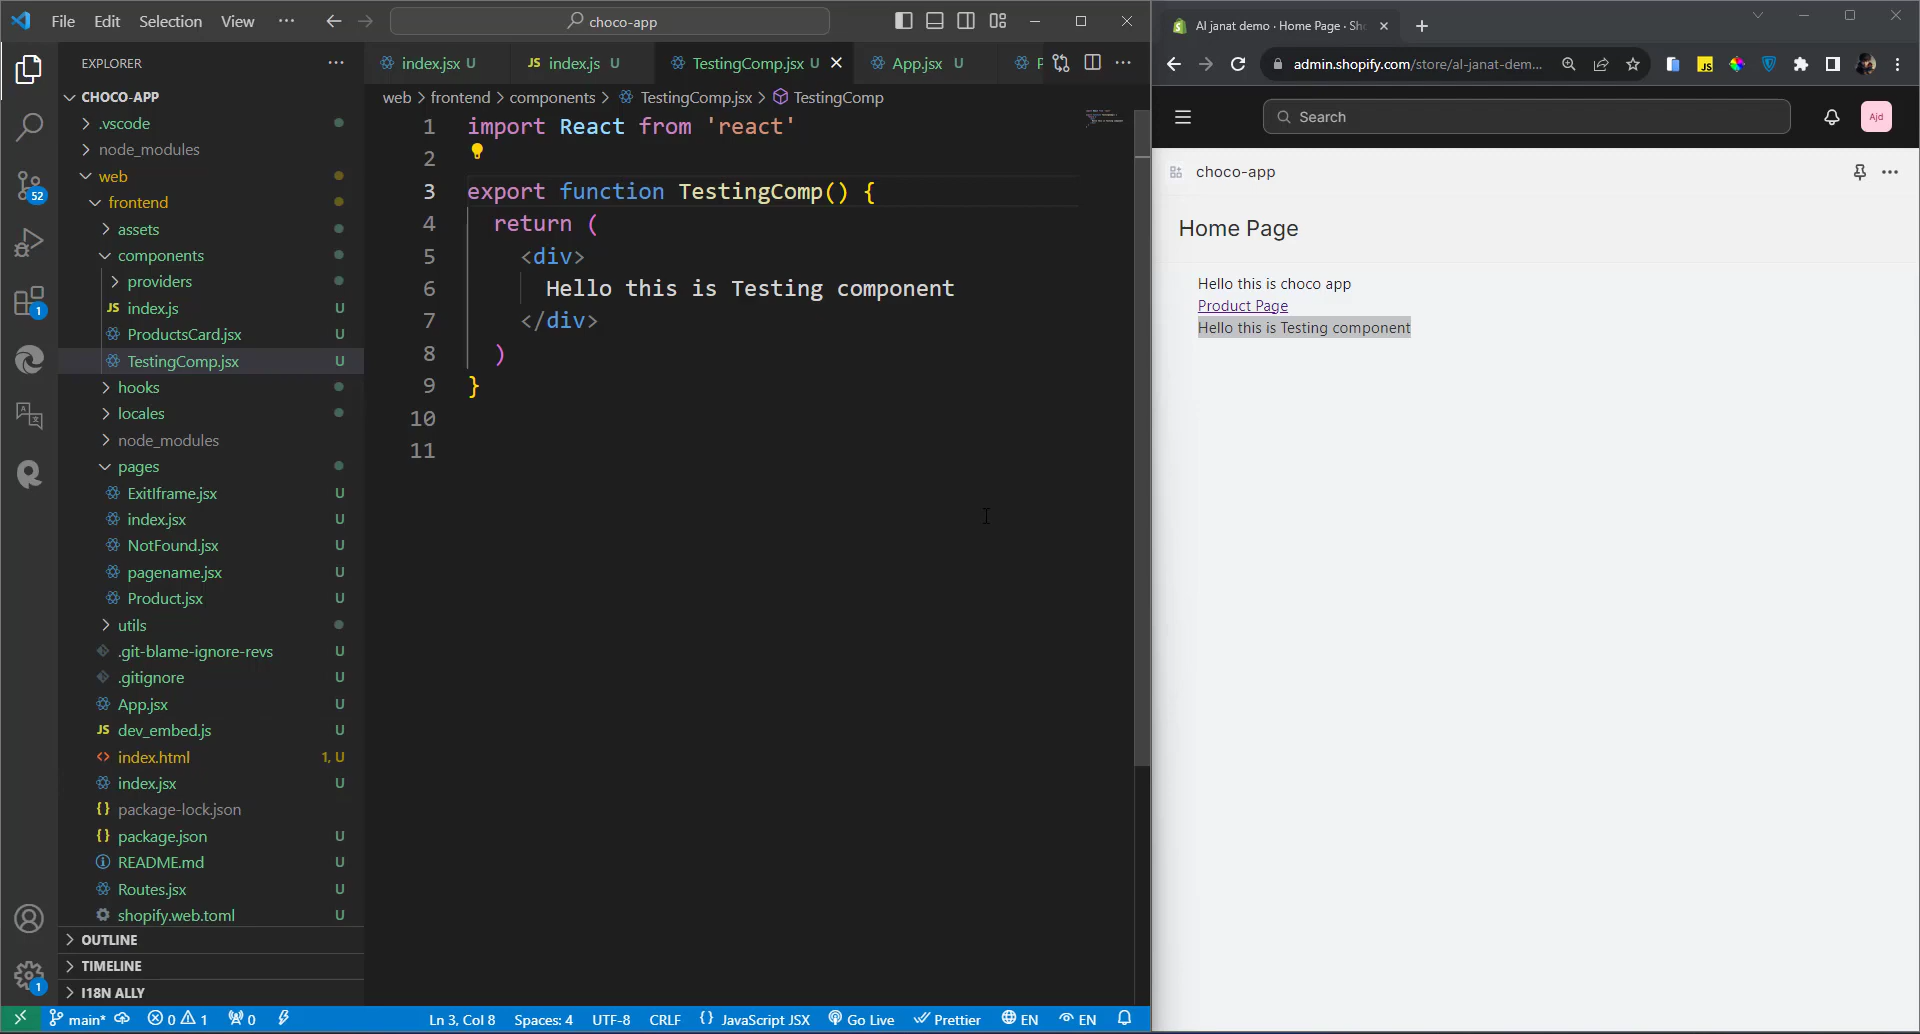 File Edit Selection View ··· choco-app
EXPLORER ···
CHOCO-APP
.vscode
node_modules
web
frontend
assets
components
providers
JS index.js U
ProductsCard.jsx U
TestingComp.jsx U
hooks
locales
node_modules
pages
ExitIframe.jsx U
index.jsx U
NotFound.jsx U
pagename.jsx U
Product.jsx U
utils
.git-blame-ignore-revs U
.gitignore U
App.jsx U
JS dev_embed.js U
<> index.html 1, U
index.jsx U
{} package-lock.json
{} package.json U
README.md U
Routes.jsx U
shopify.web.toml U
OUTLINE
TIMELINE
I18N ALLY
52
1
1
index.jsx U JS index.js U TestingComp.jsx U App.jsx U
web > frontend > components > TestingComp.jsx > TestingComp
1 import React from 'react'
2
3 export function TestingComp() {
4 return (
5 <div>
6 Hello this is Testing component
7 </div>
8 )
9 }
10
11
main* 0 1 0 Ln 3, Col 8 Spaces: 4 UTF-8 CRLF {} JavaScript JSX Go Live Prettier EN EN
Al janat demo · Home Page · Sh
admin.shopify.com/store/al-janat-dem...
JS
Search
Ajd
choco-app
Home Page
Hello this is choco app
Product Page
Hello this is Testing component